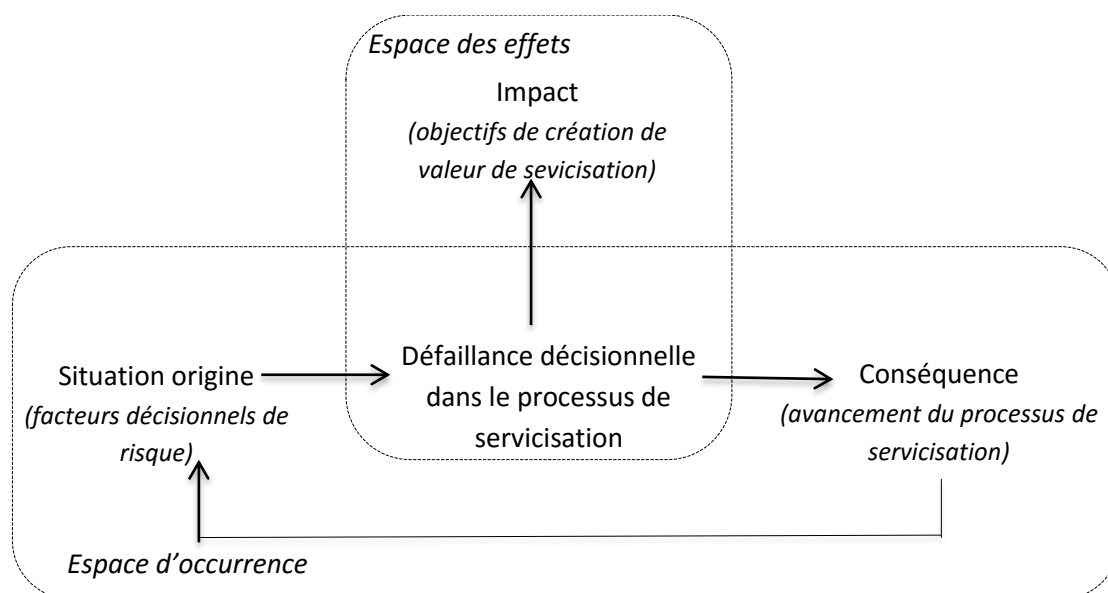 Espace des effets
Impact
(objectifs de création de
valeur de sevicisation)
Situation origine
(facteurs décisionnels de
risque)
Défaillance décisionnelle
dans le processus de
servicisation
Conséquence
(avancement du processus de
servicisation)
Espace d’occurrence